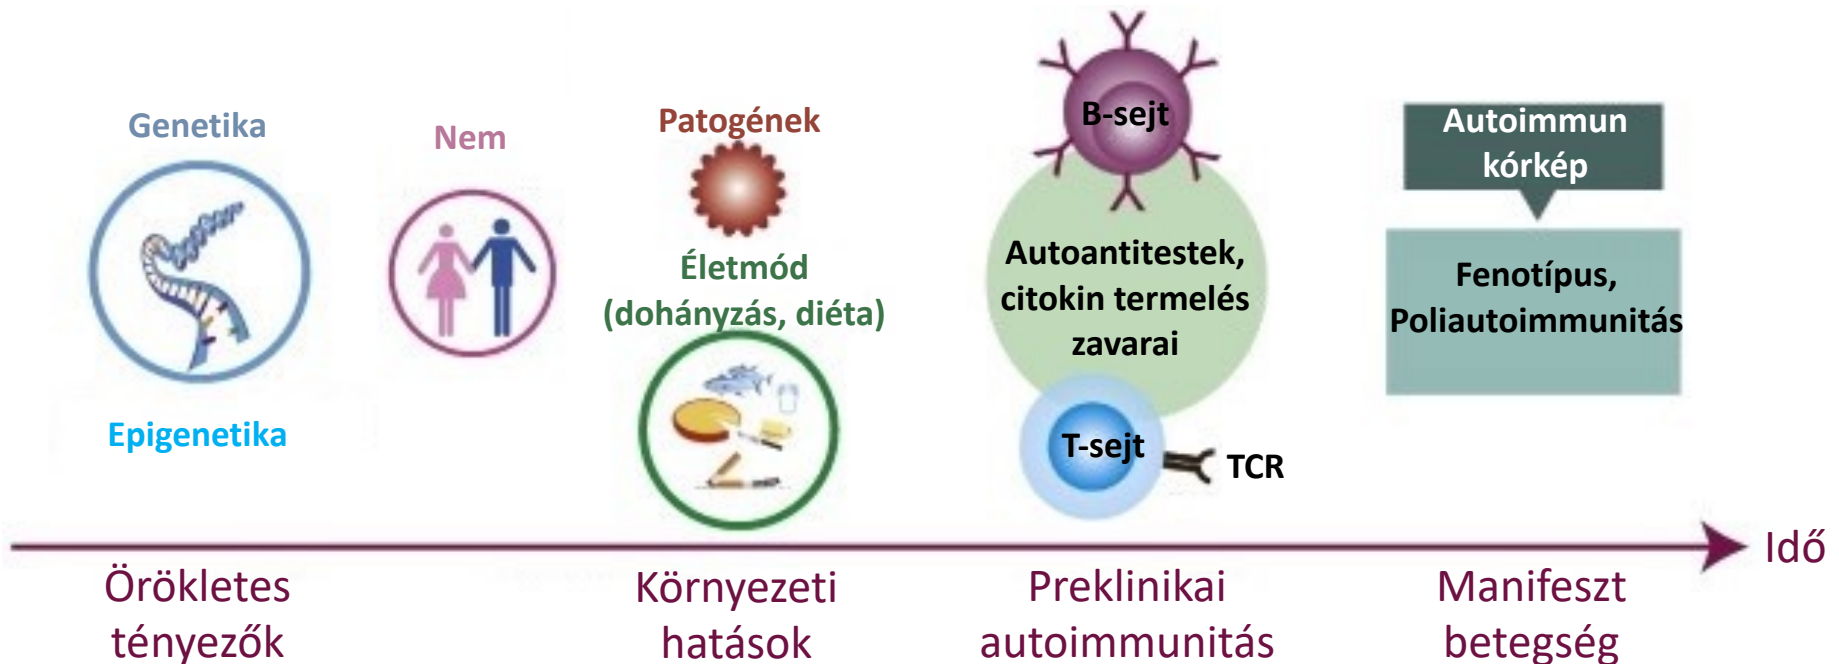 Genetika
Epigenetika
Nem
Patogének
Életmód
(dohányzás, diéta)
B-sejt
Autoantitestek,
citokin termelés
zavarai
T-sejt
TCR
Autoimmun
kórkép
Fenotípus,
Poliautoimmunitás
Idő
Örökletes
tényezők
Környezeti
hatások
Preklinikai
autoimmunitás
Manifeszt
betegség